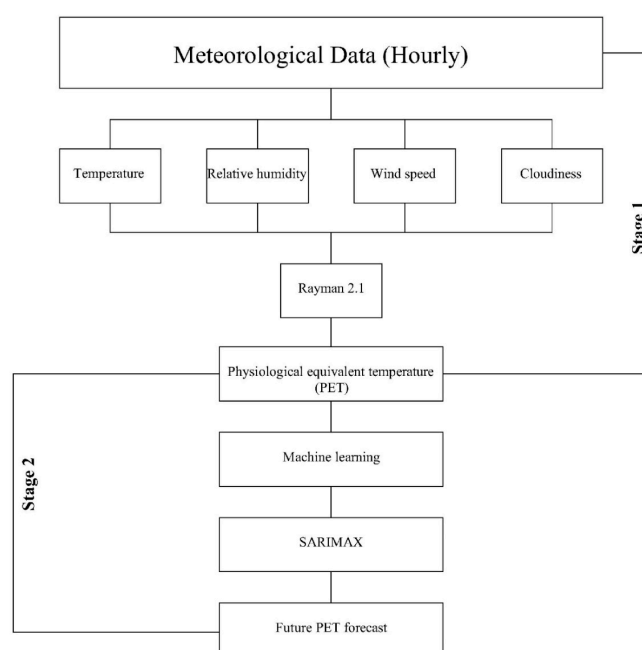 Meteorological Data (Hourly)
Temperature
Relative humidity
Wind speed
Cloudiness
Stage 1
Rayman 2.1
Physiological equivalent temperature
(PET)
Machine learning
Stage 2
SARIMAX
Future PET forecast